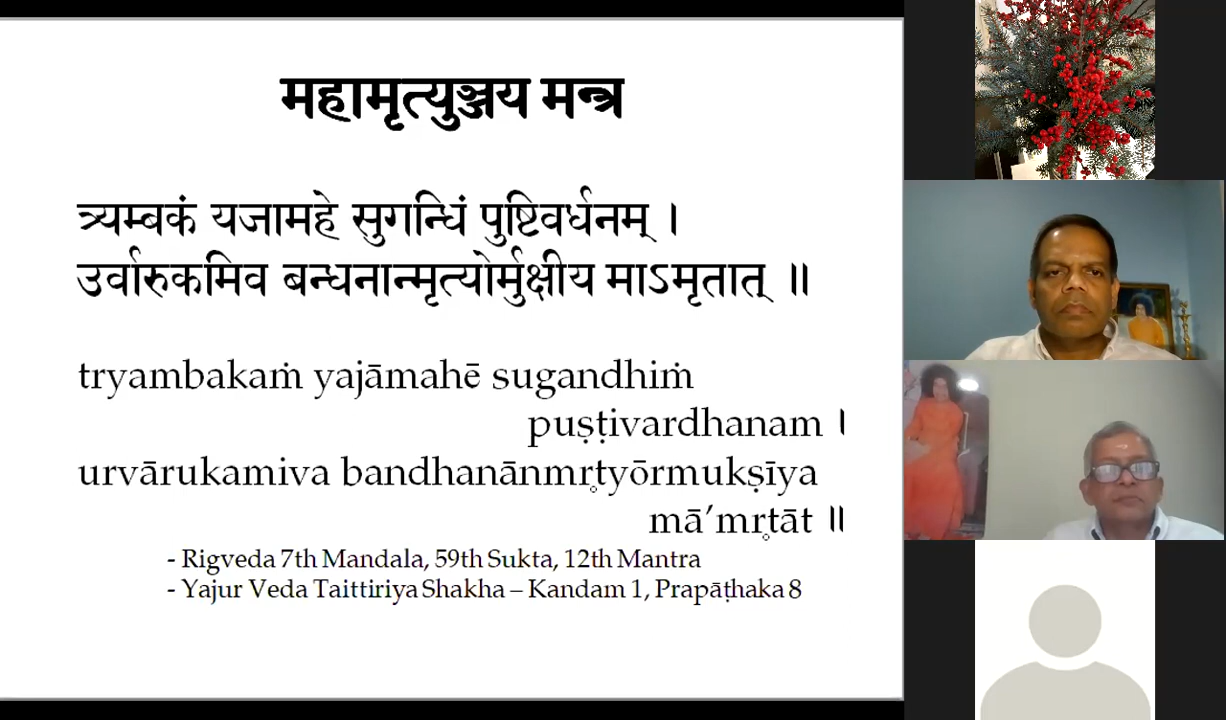 महामृत्युञ्जय मन्त्र
त्र्यम्बकं यजामहे सुगन्धिं पुष्टिवर्धनम् ।
उर्वारुकमिव बन्धनान्मृत्योर्मुक्षीय माऽमृतात् ॥
tryambakaṁ yajāmahē sugandhiṁ
puṣṭivardhanam ।
urvārukamiva bandhanānmr̥tyōrmukṣīya
mā’mr̥tāt ॥
- Rigveda 7th Mandala, 59th Sukta, 12th Mantra
- Yajur Veda Taittiriya Shakha – Kandam 1, Prapāṭhaka 8